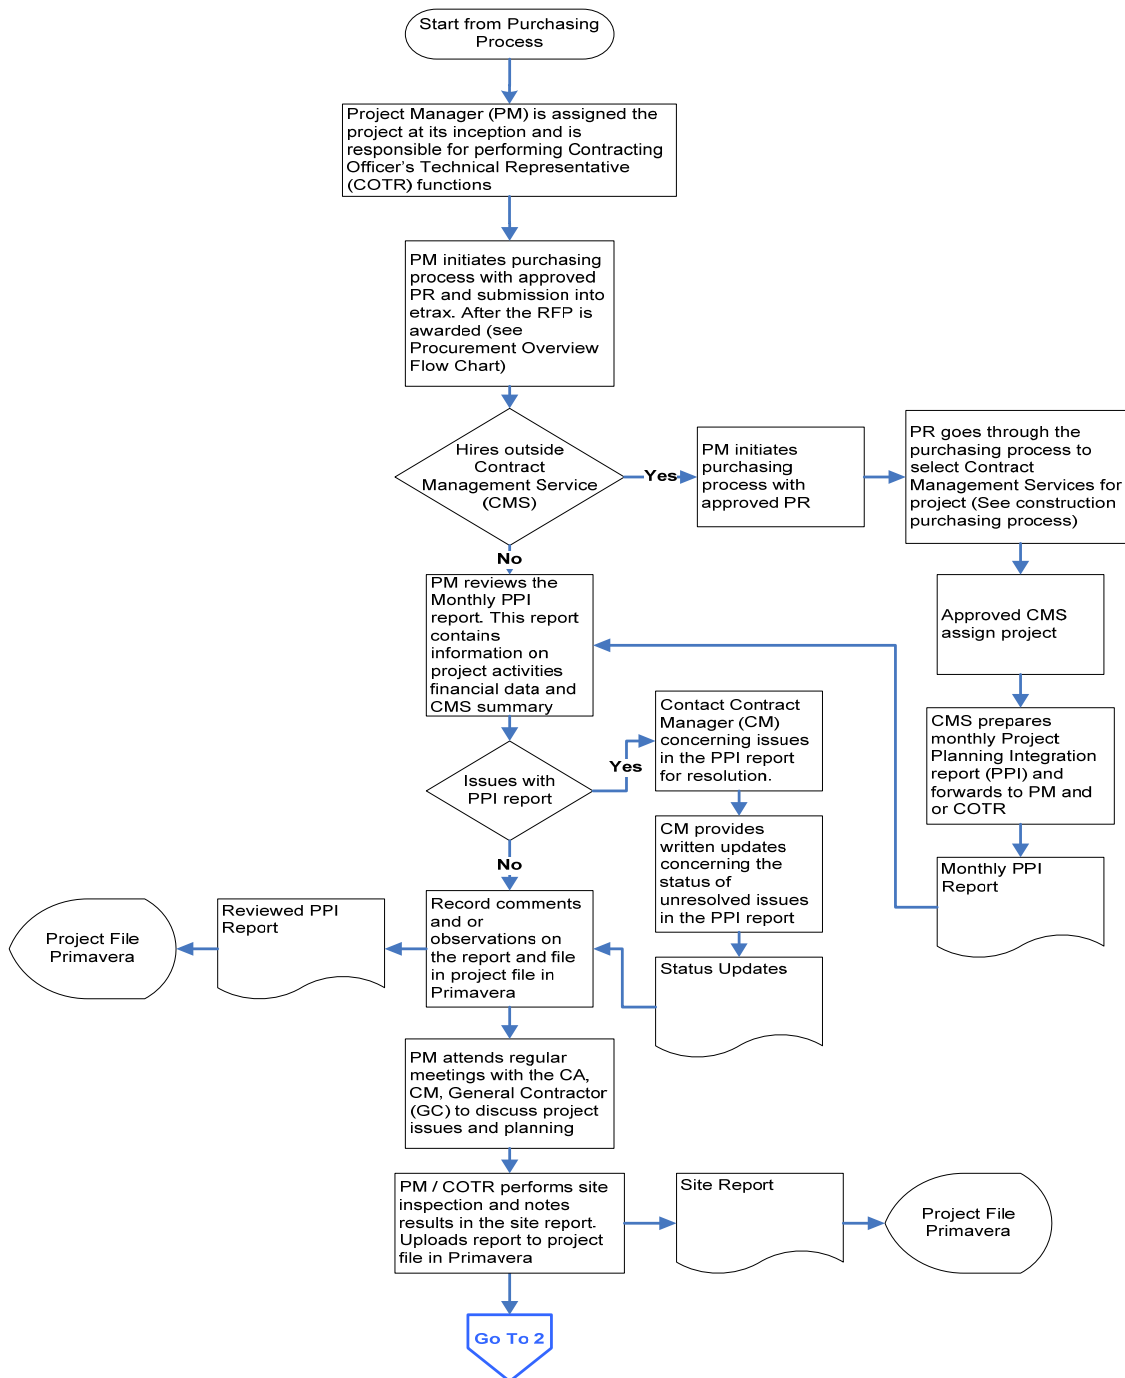 Start from Purchasing
Process
Project Manager (PM) is assigned the
project at its inception and is
responsible for performing Contracting
Officer's Technical Representative
(COTR) functions
PM initiates purchasing
process with approved
PR and submission into
etrax. After the RFP is
awarded (see
Procurement Overview
Flow Chart)
Hires outside
Contract
Management Service
(CMS)
Yes
PM initiates
purchasing
process with
approved PR
PR goes through the
purchasing process to
select Contract
Management Services for
project (See construction
purchasing process)
No
Approved CMS
assign project
PM reviews the
Monthly PPI
report. This report
contains
information on
project activities
financial data and
CMS summary
CMS prepares
monthly Project
Planning Integration
report (PPI) and
forwards to PM and
or COTR
Issues with
PPI report
Yes
Contact Contract
Manager (CM)
concerning issues
in the PPI report
for resolution.
CM provides
written updates
concerning the
status of
unresolved issues
in the PPI report
Monthly PPI
Report
No
Record comments
and or
observations on
the report and file
in project file in
Primavera
Reviewed PPI
Report
Project File
Primavera
Status Updates
PM attends regular
meetings with the CA,
CM, General Contractor
(GC) to discuss project
issues and planning
PM / COTR performs site
inspection and notes
results in the site report.
Uploads report to project
file in Primavera
Site Report
Project File
Primavera
Go To 2